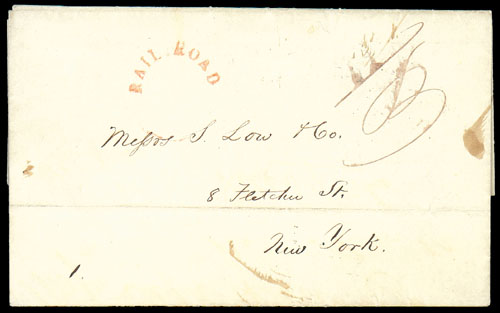 RAIL ROAD
Messrs S. Low & Co.
8 Fletcher St.
New York.
1.